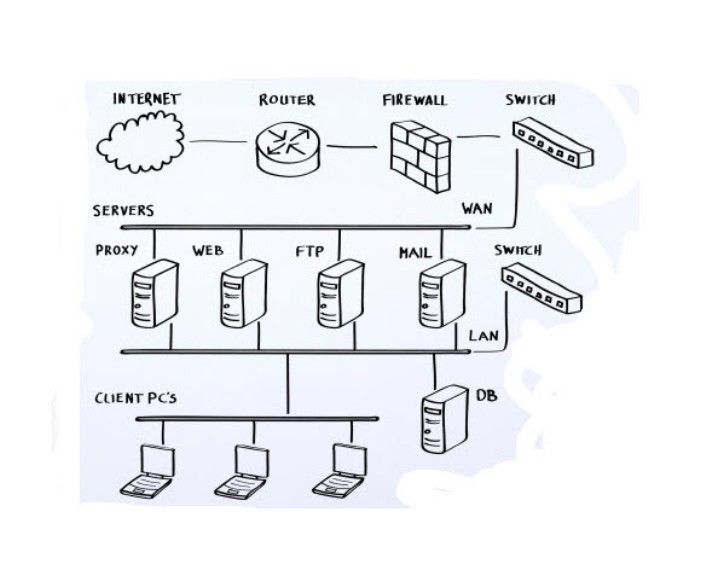 INTERNET
ROUTER
FIREWALL
SWITCH
SERVERS
WAN
PROXY
WEB
FTP
MAIL
SWITCH
LAN
CLIENT PC'S
DB